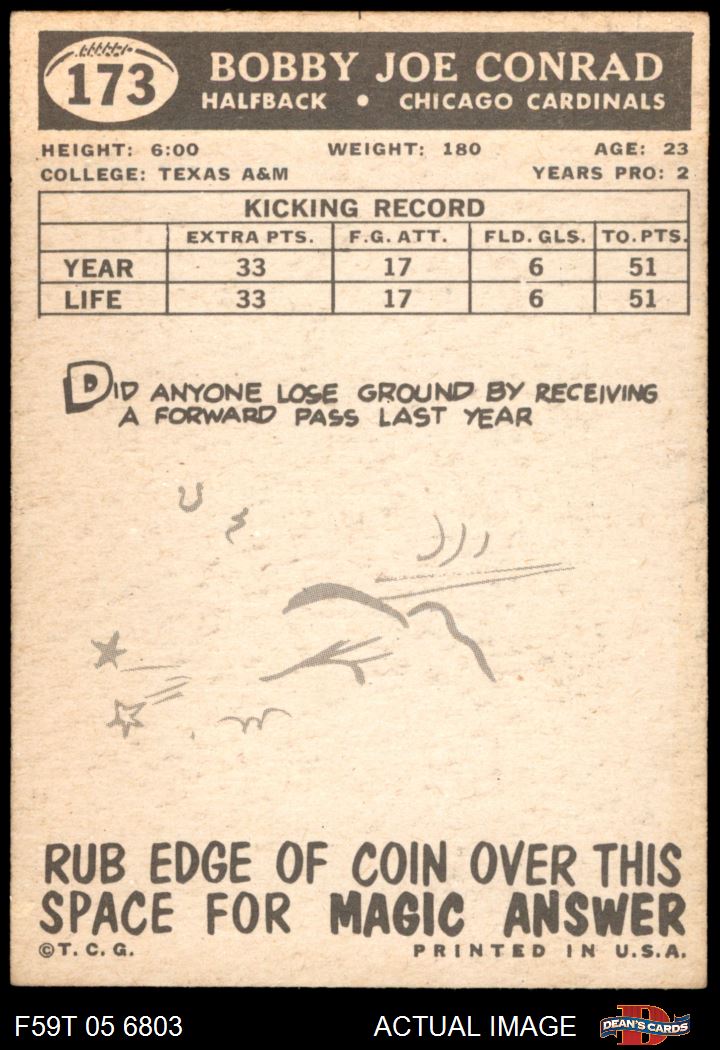 173
BOBBY JOE CONRAD
HALFBACK • CHICAGO CARDINALS
HEIGHT: 6:00 WEIGHT: 180 AGE: 23
COLLEGE: TEXAS A&M YEARS PRO: 2
KICKING RECORD
EXTRA PTS. F.G. ATT. FLD. GLS. TO. PTS.
YEAR 33 17 6 51
LIFE 33 17 6 51
DID ANYONE LOSE GROUND BY RECEIVING
A FORWARD PASS LAST YEAR
RUB EDGE OF COIN OVER THIS
SPACE FOR MAGIC ANSWER
©T. C. G. PRINTED IN U.S.A.
F59T 05 6803 ACTUAL IMAGE DEAN'S CARDS